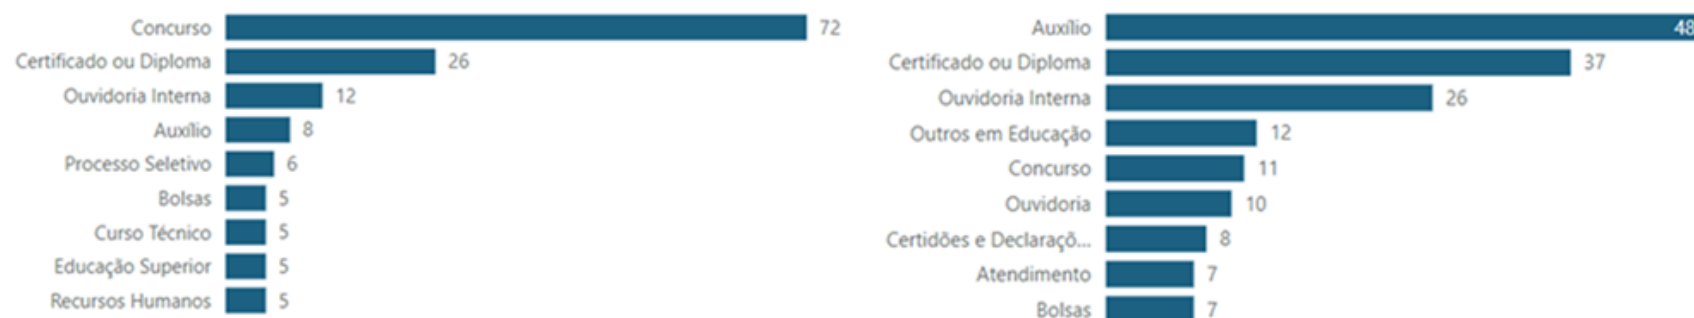 Concurso 72
Certificado ou Diploma 26
Ouvidoria Interna 12
Auxílio 8
Processo Seletivo 6
Bolsas 5
Curso Técnico 5
Educação Superior 5
Recursos Humanos 5
Auxílio 48
Certificado ou Diploma 37
Ouvidoria Interna 26
Outros em Educação 12
Concurso 11
Ouvidoria 10
Certidões e Declaraçõ... 8
Atendimento 7
Bolsas 7